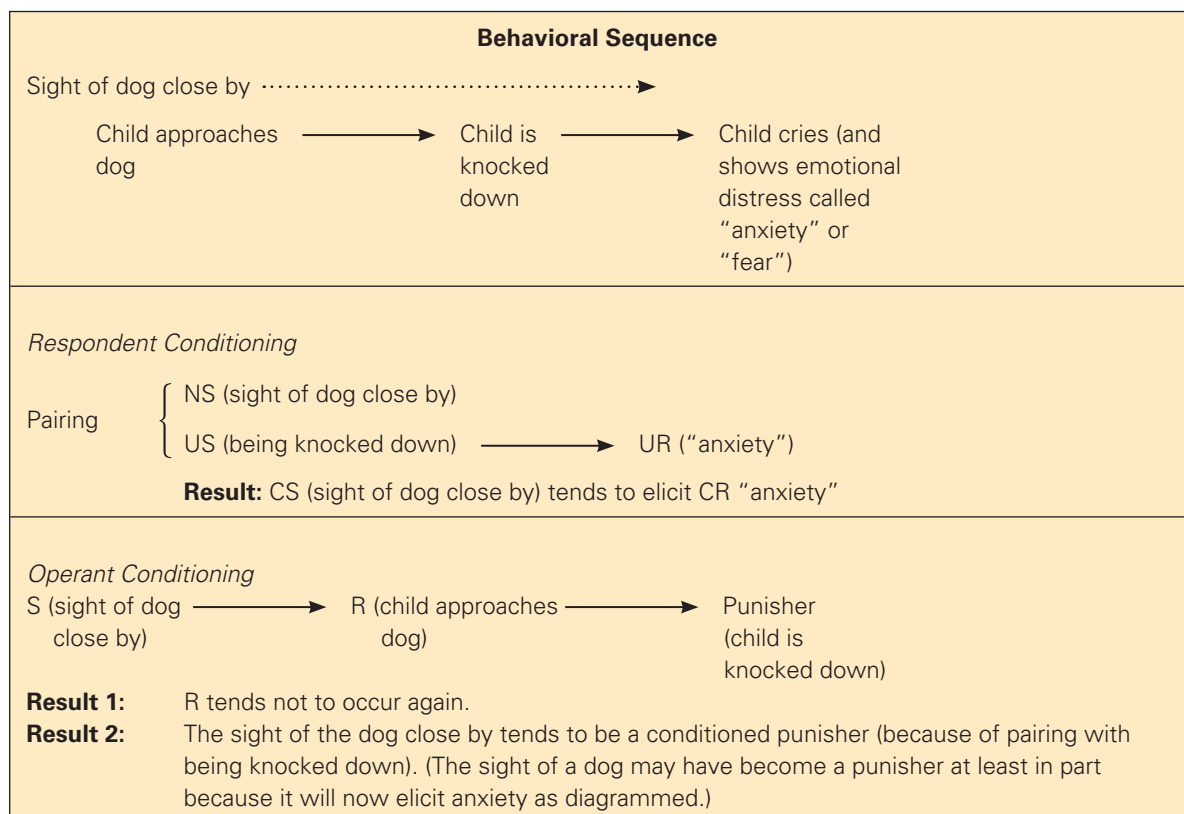 Behavioral Sequence
Sight of dog close by
Child approaches
dog
Child is
knocked
down
Child cries (and
shows emotional
distress called
“anxiety” or
“fear”)
Respondent Conditioning
Pairing
NS (sight of dog close by)
US (being knocked down)
UR (“anxiety”)
Result: CS (sight of dog close by) tends to elicit CR “anxiety”
Operant Conditioning
S (sight of dog
close by)
R (child approaches
dog)
Punisher
(child is
knocked down)
Result 1: R tends not to occur again.
Result 2: The sight of the dog close by tends to be a conditioned punisher (because of pairing with
being knocked down). (The sight of a dog may have become a punisher at least in part
because it will now elicit anxiety as diagrammed.)